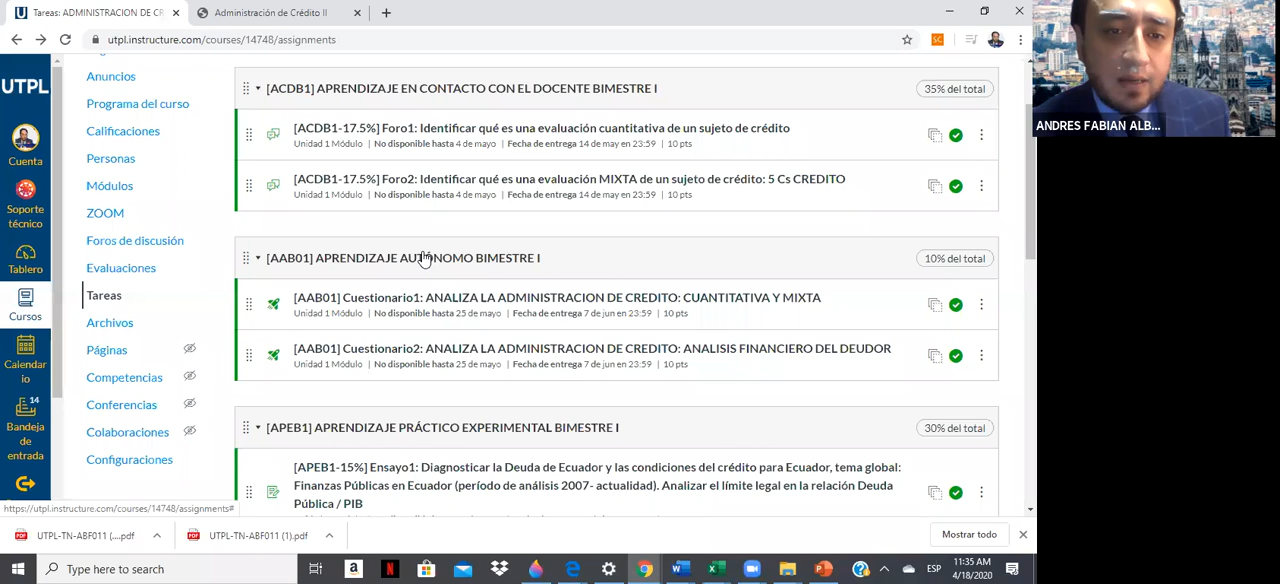 Tareas: ADMINISTRACION DE CR
Administración de Crédito II
utpl.instructure.com/courses/14748/assignments
SC
UTPL
Cuenta
Soporte
técnico
Tablero
Cursos
Calendar
io
14
Bandeja
de
entrada
Anuncios
Programa del curso
Calificaciones
Personas
Módulos
ZOOM
Foros de discusión
Evaluaciones
Tareas
Archivos
Páginas
Competencias
Conferencias
Colaboraciones
Configuraciones
[ACDB1] APRENDIZAJE EN CONTACTO CON EL DOCENTE BIMESTRE I
35% del total
[ACDB1-17.5%] Foro1: Identificar qué es una evaluación cuantitativa de un sujeto de crédito
Unidad 1 Módulo | No disponible hasta 4 de mayo | Fecha de entrega 14 de may en 23:59 | 10 pts
[ACDB1-17.5%] Foro2: Identificar qué es una evaluación MIXTA de un sujeto de crédito: 5 Cs CREDITO
Unidad 1 Módulo | No disponible hasta 4 de mayo | Fecha de entrega 14 de may en 23:59 | 10 pts
[AAB01] APRENDIZAJE AUTÓNOMO BIMESTRE I
10% del total
[AAB01] Cuestionario1: ANALIZA LA ADMINISTRACION DE CREDITO: CUANTITATIVA Y MIXTA
Unidad 1 Módulo | No disponible hasta 25 de mayo | Fecha de entrega 7 de jun en 23:59 | 10 pts
[AAB01] Cuestionario2: ANALIZA LA ADMINISTRACION DE CREDITO: ANALISIS FINANCIERO DEL DEUDOR
Unidad 1 Módulo | No disponible hasta 25 de mayo | Fecha de entrega 7 de jun en 23:59 | 10 pts
[APEB1] APRENDIZAJE PRÁCTICO EXPERIMENTAL BIMESTRE I
30% del total
[APEB1-15%] Ensayo1: Diagnosticar la Deuda de Ecuador y las condiciones del crédito para Ecuador, tema global:
Finanzas Públicas en Ecuador (período de análisis 2007- actualidad). Analizar el límite legal en la relación Deuda
Pública / PIB
https://utpl.instructure.com/courses/14748/assignments#
UTPL-TN-ABF011 (....pdf
UTPL-TN-ABF011 (1).pdf
Mostrar todo
Type here to search
ESP
11:35 AM
4/18/2020
ANDRES FABIAN ALB...